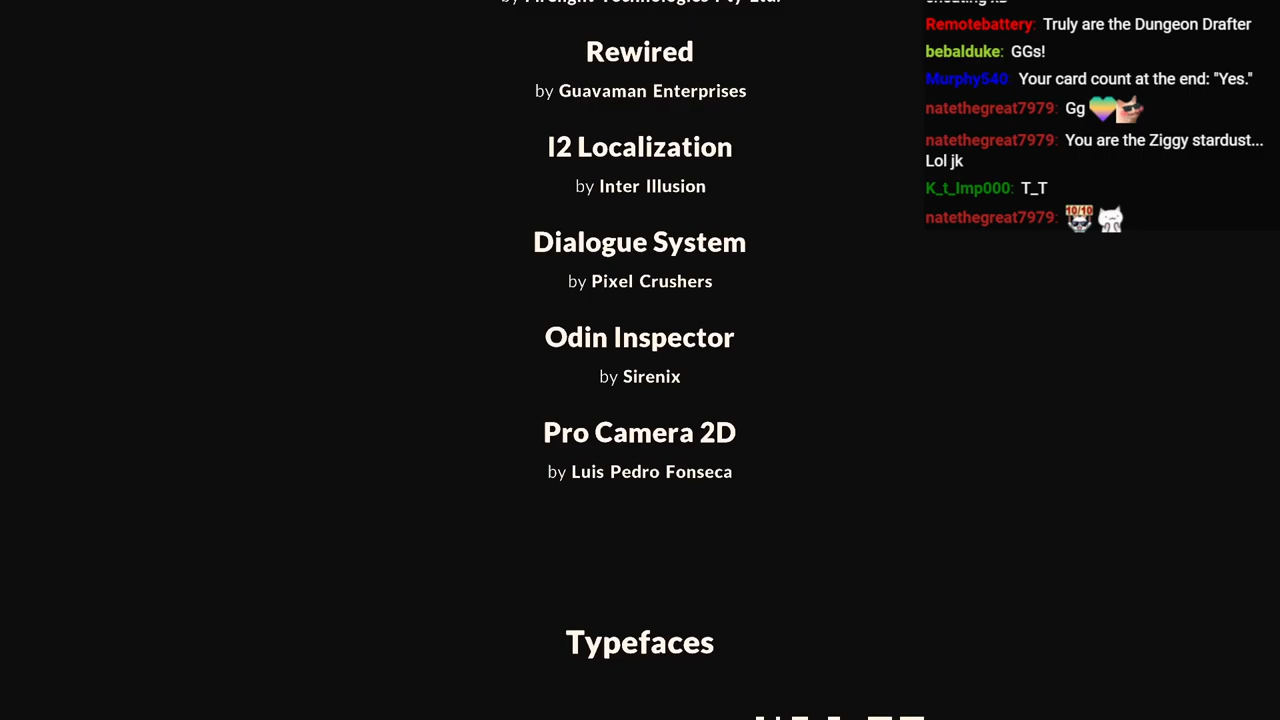 Rewired
by Guavaman Enterprises
I2 Localization
by Inter Illusion
Dialogue System
by Pixel Crushers
Odin Inspector
by Sirenix
Pro Camera 2D
by Luis Pedro Fonseca
Typefaces
Remotebattery: Truly are the Dungeon Drafter
bebalduke: GGs!
Murphy540: Your card count at the end: "Yes."
natethegreat7979: Gg
natethegreat7979: You are the Ziggy stardust...
Lol jk
K_t_Imp000: T_T
natethegreat7979: 10/10